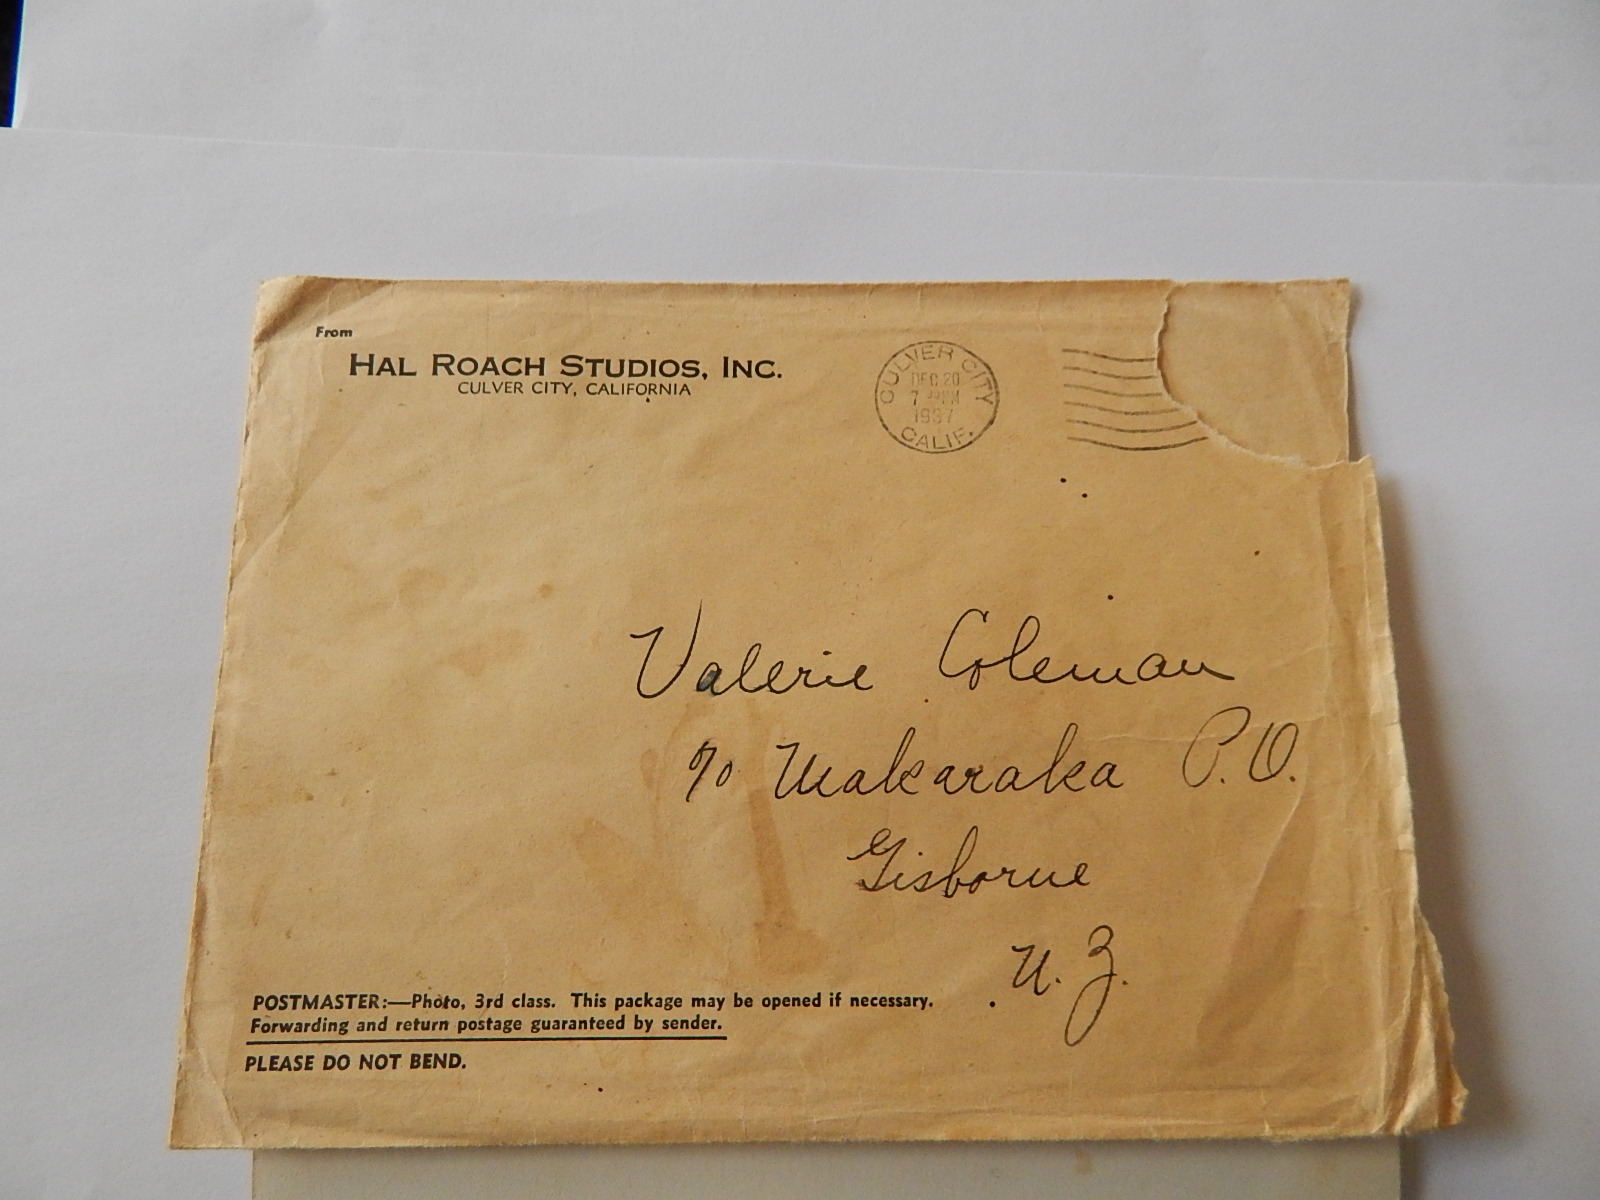 From
HAL ROACH STUDIOS, INC.
CULVER CITY, CALIFORNIA
CULVER CITY
DEC 20
7 PM
1937
CALIF.
Valerie Coleman
c/o Makaraka P.O.
Gisborne
N.Z.
POSTMASTER:—Photo, 3rd class. This package may be opened if necessary.
Forwarding and return postage guaranteed by sender.
PLEASE DO NOT BEND.